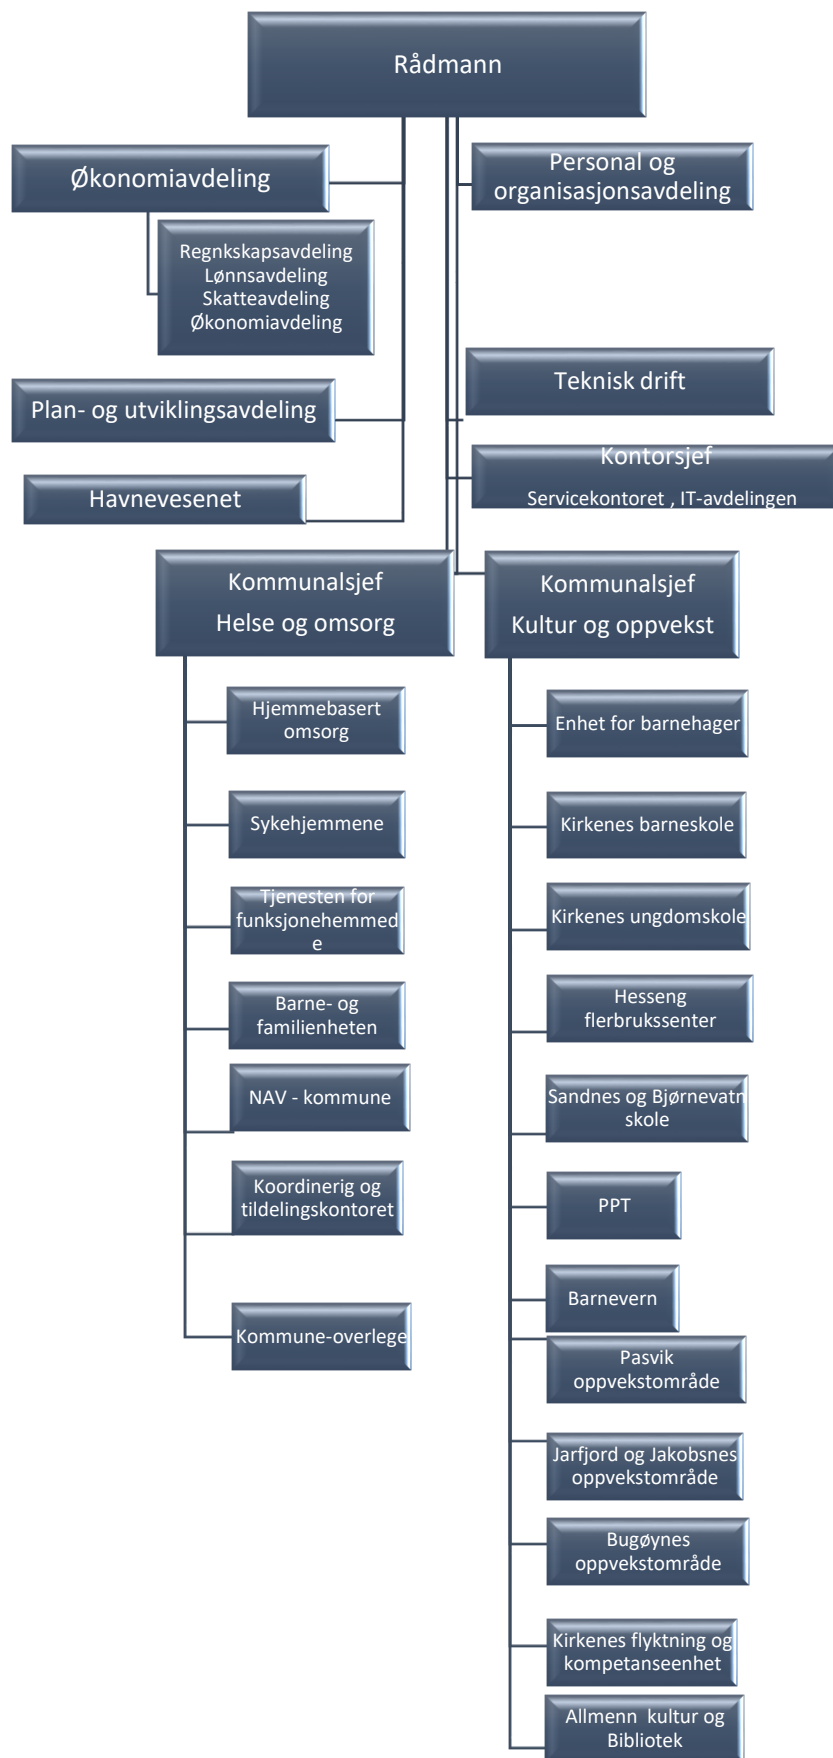 Rådmann
Økonomiavdeling
Personal og
organisasjonsavdeling
Regnkskapsavdeling
Lønnsavdeling
Skatteavdeling
Økonomiavdeling
Teknisk drift
Plan- og utviklingsavdeling
Kontorsjef
Servicekontoret , IT-avdelingen
Havnevesenet
Kommunalsjef
Helse og omsorg
Kommunalsjef
Kultur og oppvekst
Hjemmebasert
omsorg
Sykehjemmene
Tjenesten for
funksjonehemmed
e
Barne- og
familienheten
NAV - kommune
Koordinerig og
tildelingskontoret
Kommune-overlege
Enhet for barnehager
Kirkenes barneskole
Kirkenes ungdomskole
Hesseng
flerbrukssenter
Sandnes og Bjørnevatn
skole
PPT
Barnevern
Pasvik
oppvekstområde
Jarfjord og Jakobsnes
oppvekstområde
Bugøynes
oppvekstområde
Kirkenes flyktning og
kompetanseenhet
Allmenn kultur og
Bibliotek